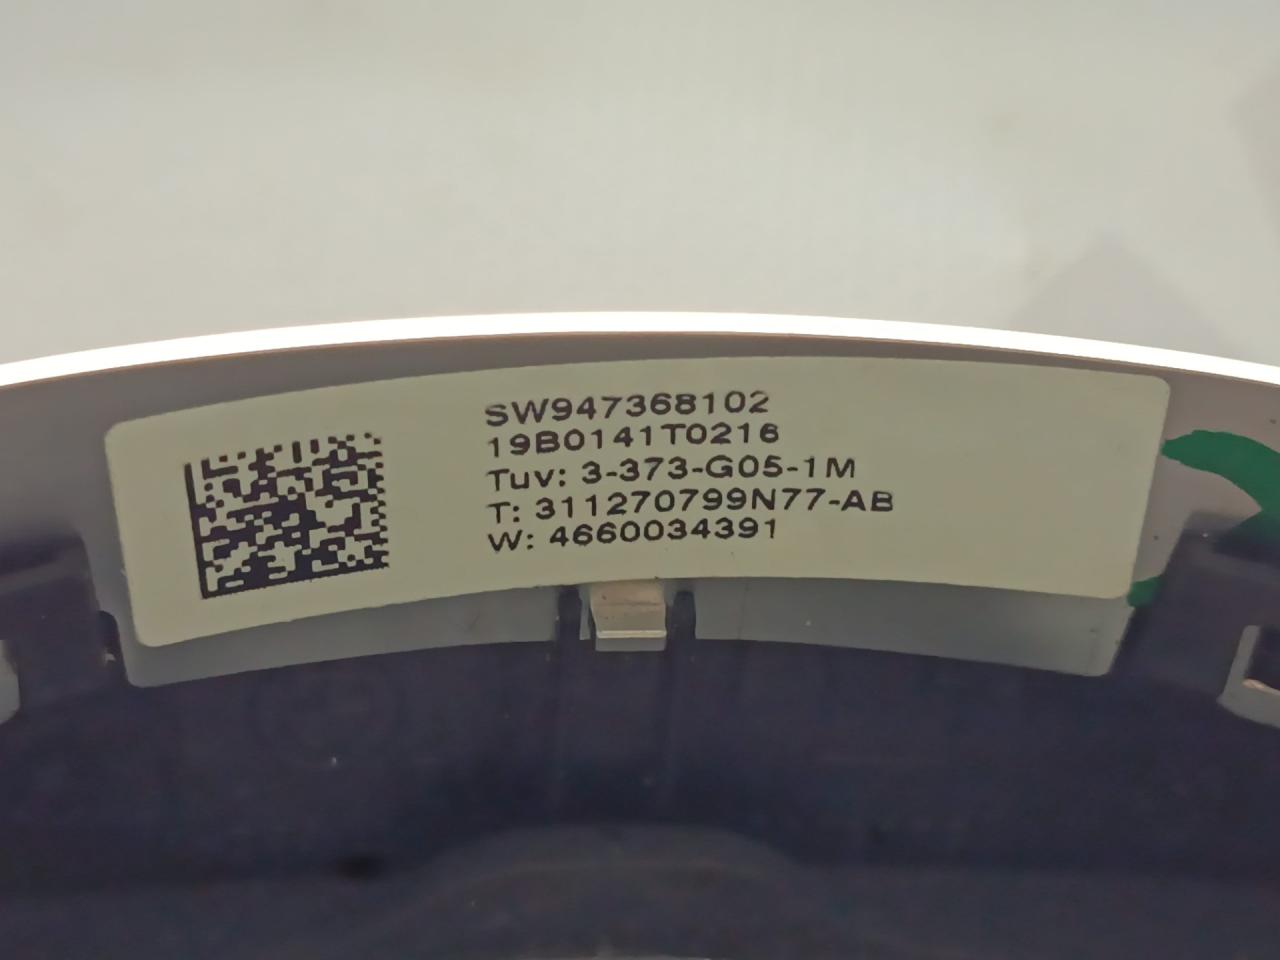 SW947368102
19B0141T0216
Tuv: 3-373-G05-1M
T: 311270799N77-AB
W: 4660034391